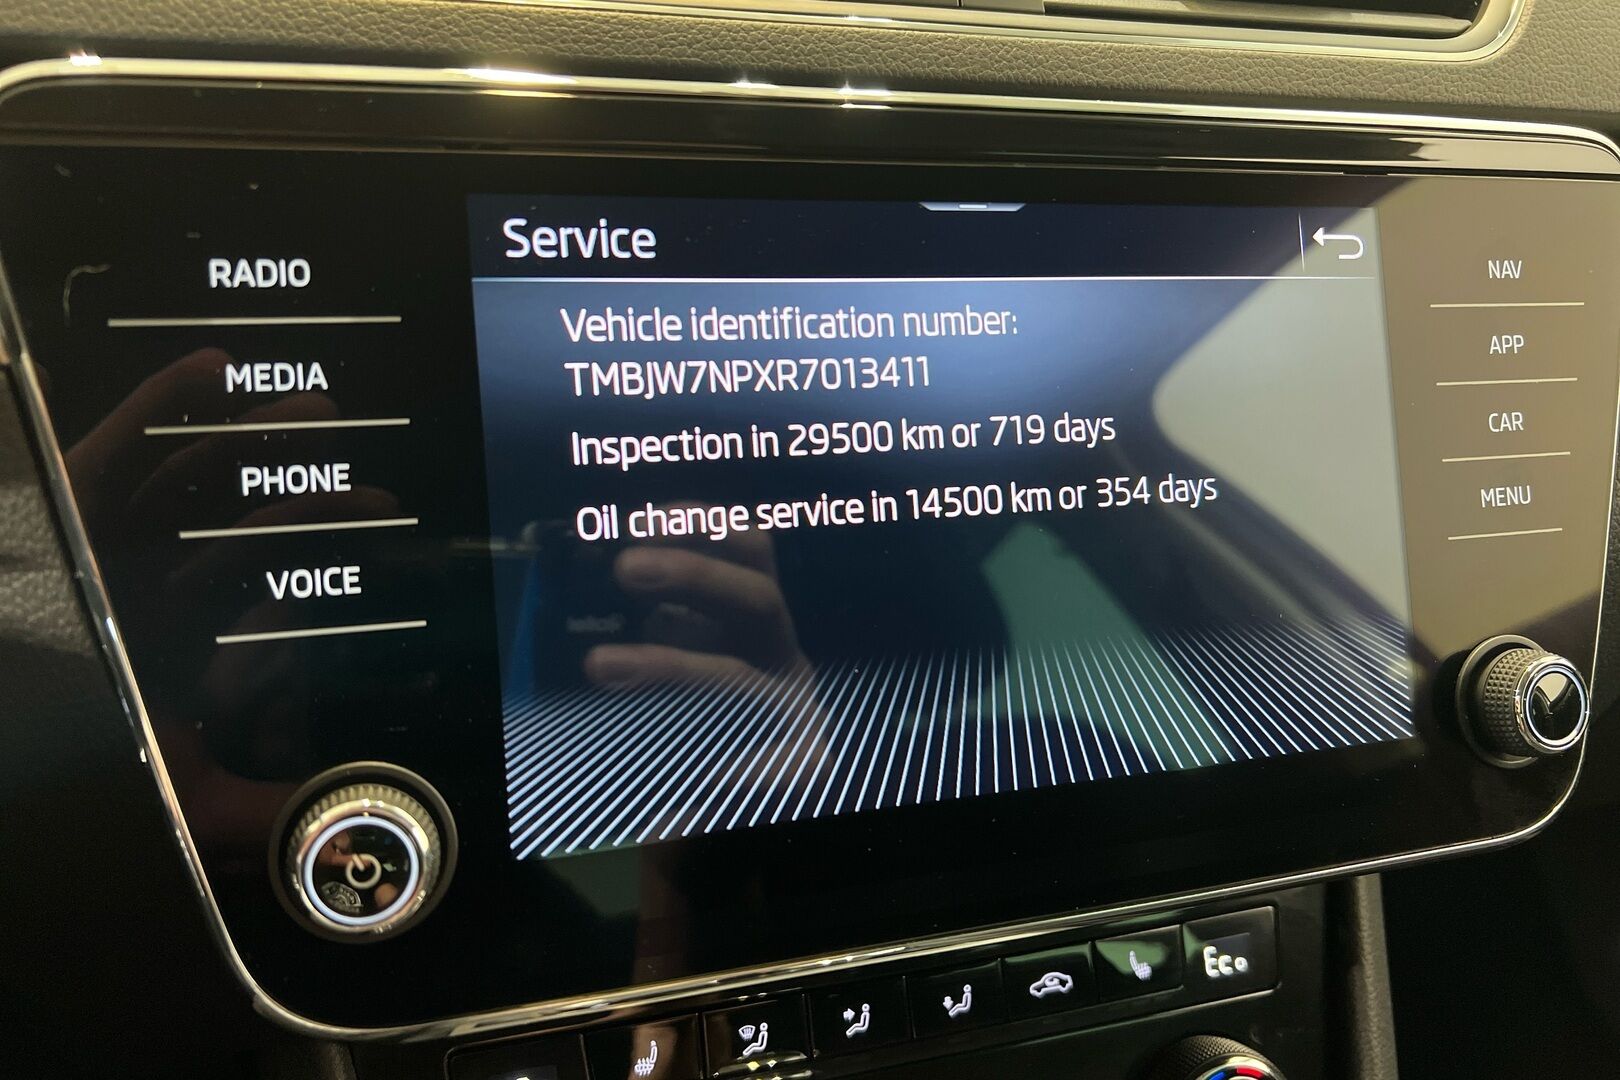 Service
RADIO
MEDIA
PHONE
VOICE
Vehicle identification number:
TMBJW7NPXR7013411
Inspection in 29500 km or 719 days
Oil change service in 14500 km or 354 days
NAV
APP
CAR
MENU
Eco